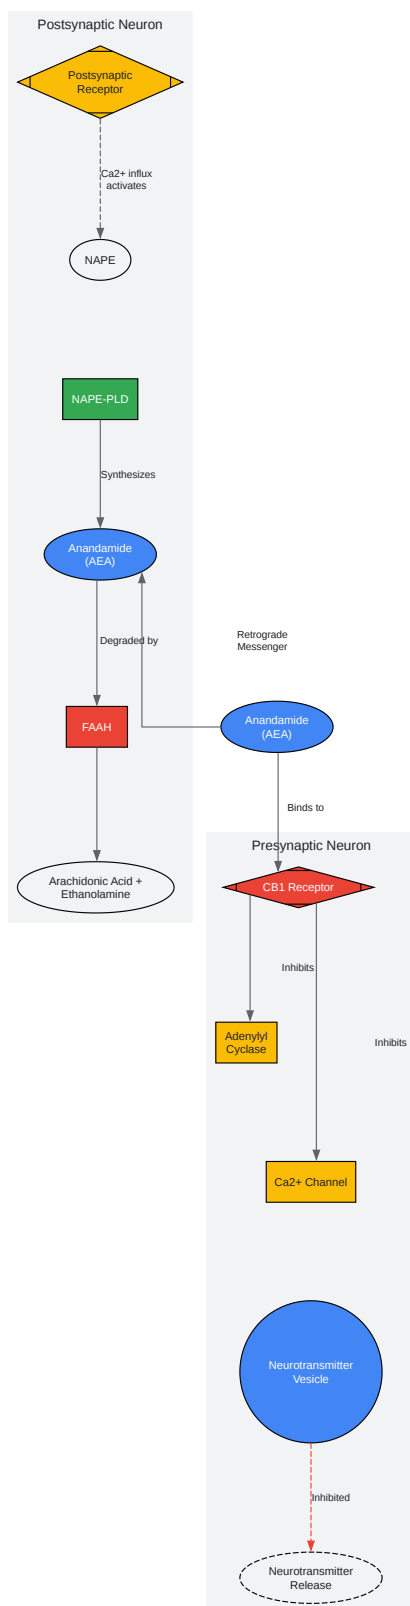 Postsynaptic Neuron
Postsynaptic
Receptor
Ca2+ influx
activates
NAPE
NAPE-PLD
Synthesizes
Anandamide
(AEA)
Degraded by
Retrograde
Messenger
FAAH
Anandamide
(AEA)
Binds to
Presynaptic Neuron
Arachidonic Acid +
Ethanolamine
CB1 Receptor
Inhibits
Adenylyl
Cyclase
Inhibits
Ca2+ Channel
Neurotransmitter
Vesicle
Inhibited
Neurotransmitter
Release